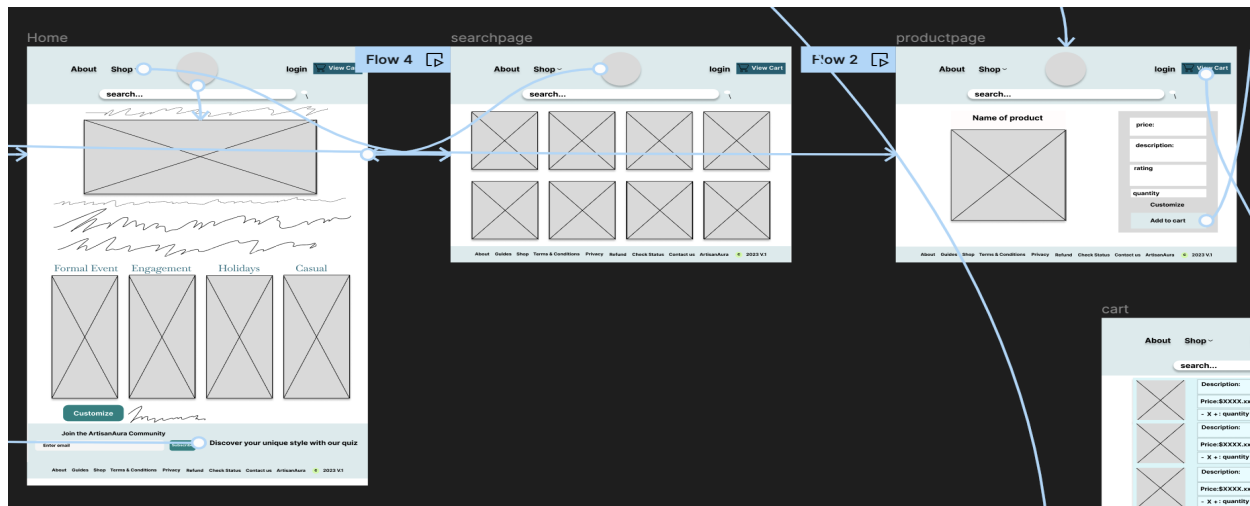 Home
About Shop login View Ca
search...
Formal Event Engagement Holidays Casual
Customize
Join the ArtisanAura Community
Enter email
Discover your unique style with our quiz
About Guides Shop Terms & Conditions Privacy Refund Check Status Contact us ArtisanAura © 2023 V.1
Flow 4
searchpage
About Shop login View Cart
search...
About Guides Shop Terms & Conditions Privacy Refund Check Status Contact us ArtisanAura © 2023 V.1
Flow 2
productpage
About Shop login View Cart
search...
Name of product
price:
description:
rating
quantity
Customize
Add to cart
About Guides Shop Terms & Conditions Privacy Refund Check Status Contact us ArtisanAura © 2023 V.1
cart
About Shop
search...
Description:
Price:$XXXX.xx
- X + : quantity
Description:
Price:$XXXX.xx
- X + : quantity
Description:
Price:$XXXX.xx
- X + : quantity